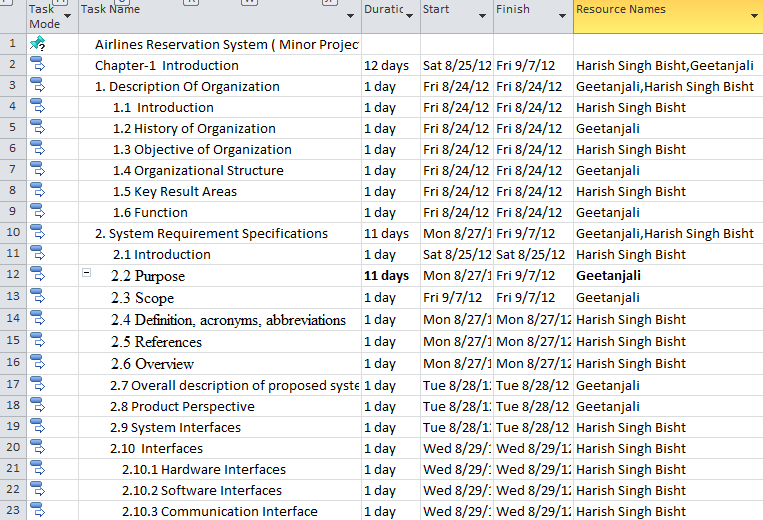 Task Mode Task Name Duratic Start Finish Resource Names
1 Airlines Reservation System ( Minor Projec
2 Chapter-1 Introduction 12 days Sat 8/25/12 Fri 9/7/12 Harish Singh Bisht,Geetanjali
3 1. Description Of Organization 1 day Fri 8/24/12 Fri 8/24/12 Geetanjali,Harish Singh Bisht
4 1.1 Introduction 1 day Fri 8/24/12 Fri 8/24/12 Harish Singh Bisht
5 1.2 History of Organization 1 day Fri 8/24/12 Fri 8/24/12 Geetanjali
6 1.3 Objective of Organization 1 day Fri 8/24/12 Fri 8/24/12 Harish Singh Bisht
7 1.4 Organizational Structure 1 day Fri 8/24/12 Fri 8/24/12 Geetanjali
8 1.5 Key Result Areas 1 day Fri 8/24/12 Fri 8/24/12 Harish Singh Bisht
9 1.6 Function 1 day Fri 8/24/12 Fri 8/24/12 Geetanjali
10 2. System Requirement Specifications 11 days Mon 8/27/1 Fri 9/7/12 Geetanjali,Harish Singh Bisht
11 2.1 Introduction 1 day Sat 8/25/12 Sat 8/25/12 Harish Singh Bisht
12 2.2 Purpose 11 days Mon 8/27/1 Fri 9/7/12 Geetanjali
13 2.3 Scope 1 day Fri 9/7/12 Fri 9/7/12 Geetanjali
14 2.4 Definition, acronyms, abbreviations 1 day Mon 8/27/1 Mon 8/27/12 Harish Singh Bisht
15 2.5 References 1 day Mon 8/27/1 Mon 8/27/12 Harish Singh Bisht
16 2.6 Overview 1 day Mon 8/27/1 Mon 8/27/12 Harish Singh Bisht
17 2.7 Overall description of proposed syste 1 day Tue 8/28/12 Tue 8/28/12 Geetanjali
18 2.8 Product Perspective 1 day Tue 8/28/12 Tue 8/28/12 Geetanjali
19 2.9 System Interfaces 1 day Tue 8/28/12 Tue 8/28/12 Harish Singh Bisht
20 2.10 Interfaces 1 day Wed 8/29/1 Wed 8/29/12 Harish Singh Bisht
21 2.10.1 Hardware Interfaces 1 day Wed 8/29/1 Wed 8/29/12 Harish Singh Bisht
22 2.10.2 Software Interfaces 1 day Wed 8/29/1 Wed 8/29/12 Harish Singh Bisht
23 2.10.3 Communication Interface 1 day Wed 8/29/1 Wed 8/29/12 Harish Singh Bisht